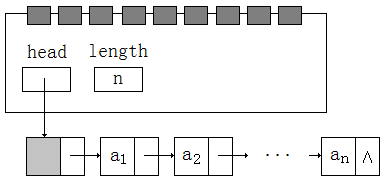 head length
n
a1 a2 ··· an ∧